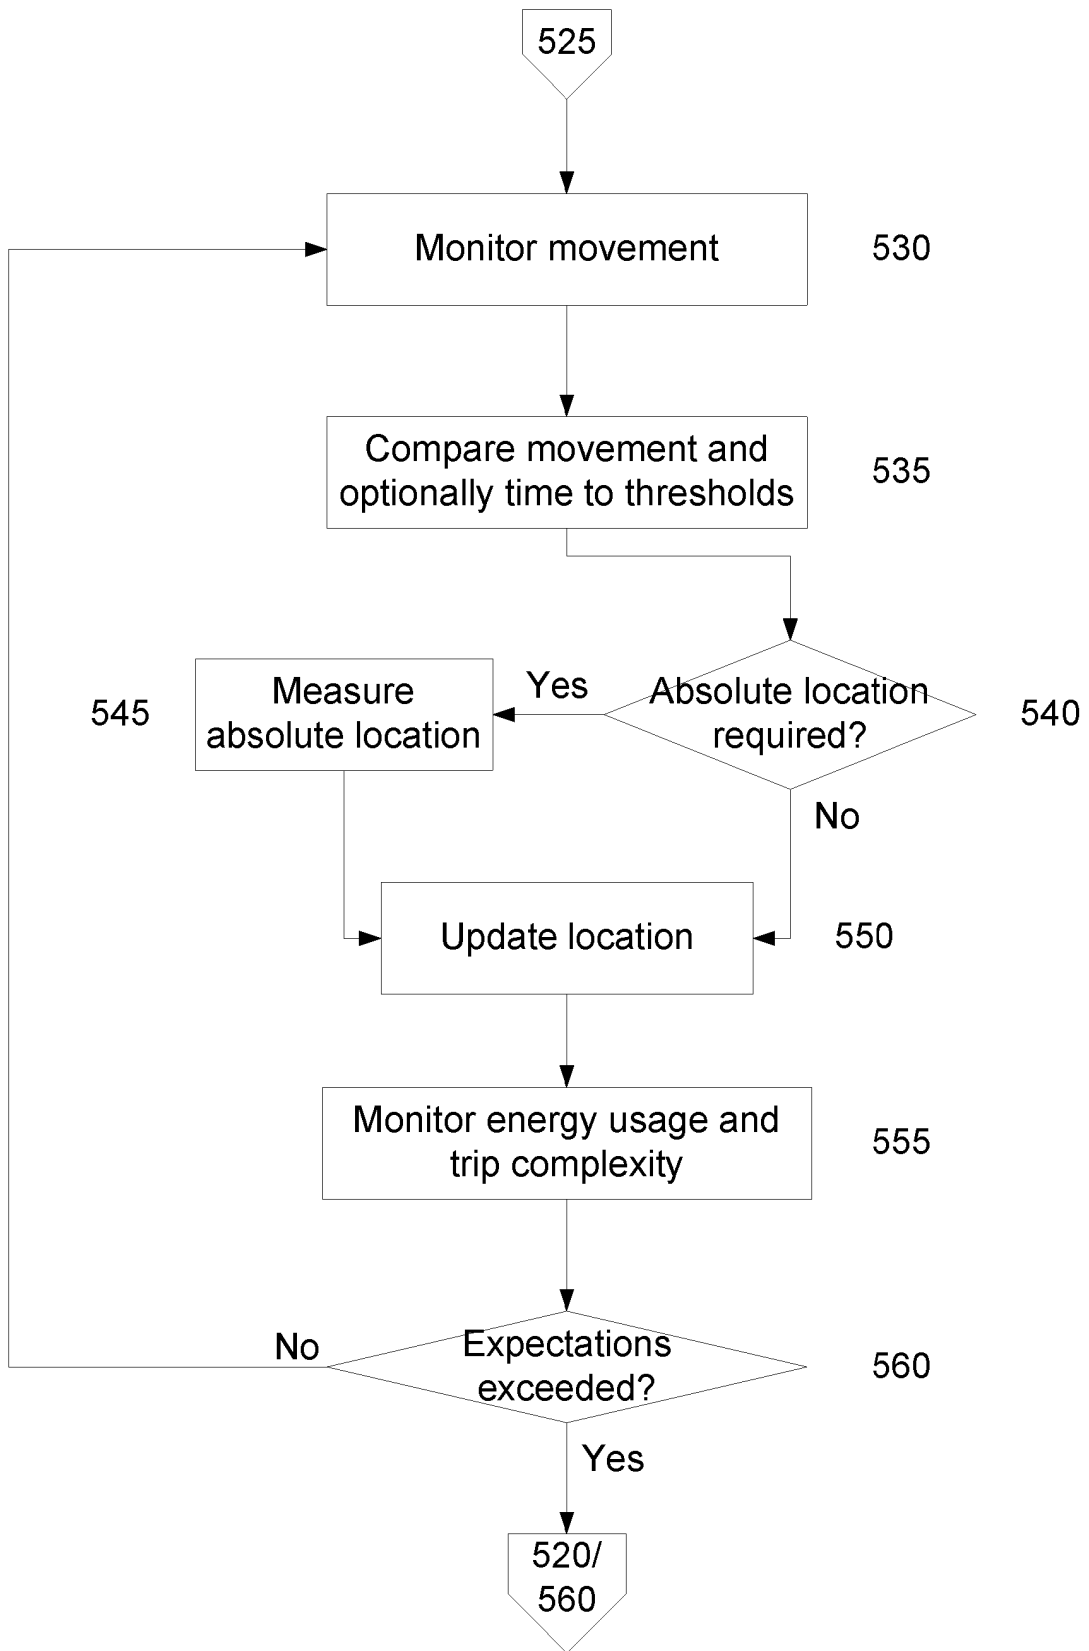 525
Monitor movement
530
Compare movement and
optionally time to thresholds
535
Absolute location
required?
540
Yes
Measure
absolute location
545
No
Update location
550
Monitor energy usage and
trip complexity
555
Expectations
exceeded?
560
No
Yes
520/
560